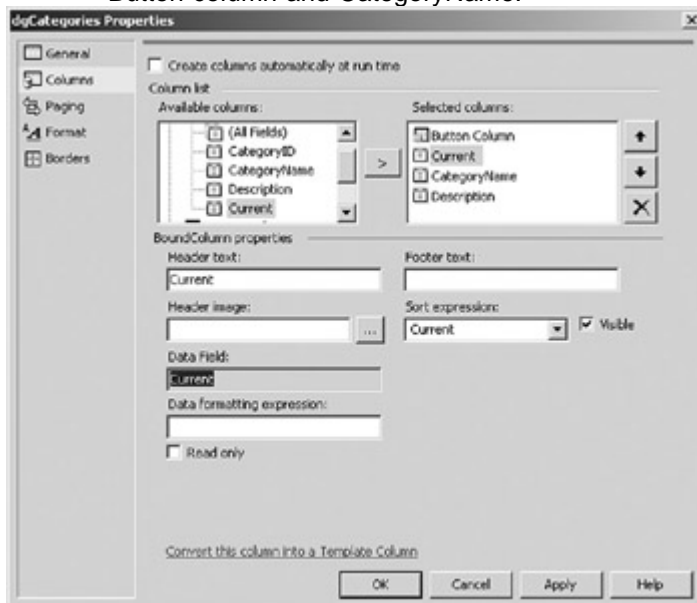 Button column and CategoryName.
dgCategories Properties
General
Columns
Paging
Format
Borders
Create columns automatically at run time
Column list
Available columns:
(All Fields)
CategoryID
CategoryName
Description
Current
>
Selected columns:
Button Column
Current
CategoryName
Description
BoundColumn properties
Header text:
Current
Footer text:
Header image:
...
Sort expression:
Current
Visible
Data Field:
Current
Data formatting expression:
Read only
Convert this column into a Template Column
OK
Cancel
Apply
Help